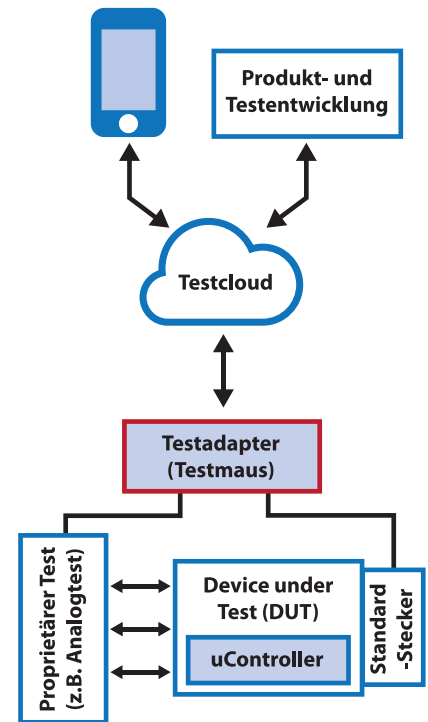 Produkt- und
Testentwicklung
Testcloud
Testadapter
(Testmaus)
Proprietärer Test
(z.B. Analogtest)
Device under
Test (DUT)
uController
Standard
-Stecker